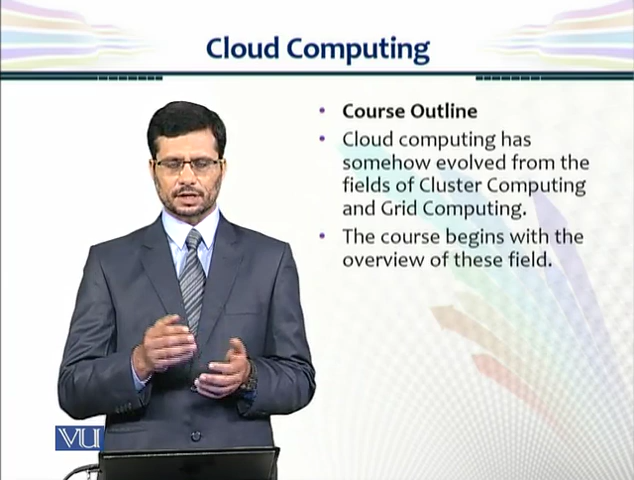 Cloud Computing
• Course Outline
• Cloud computing has
somehow evolved from the
fields of Cluster Computing
and Grid Computing.
• The course begins with the
overview of these field.
VU